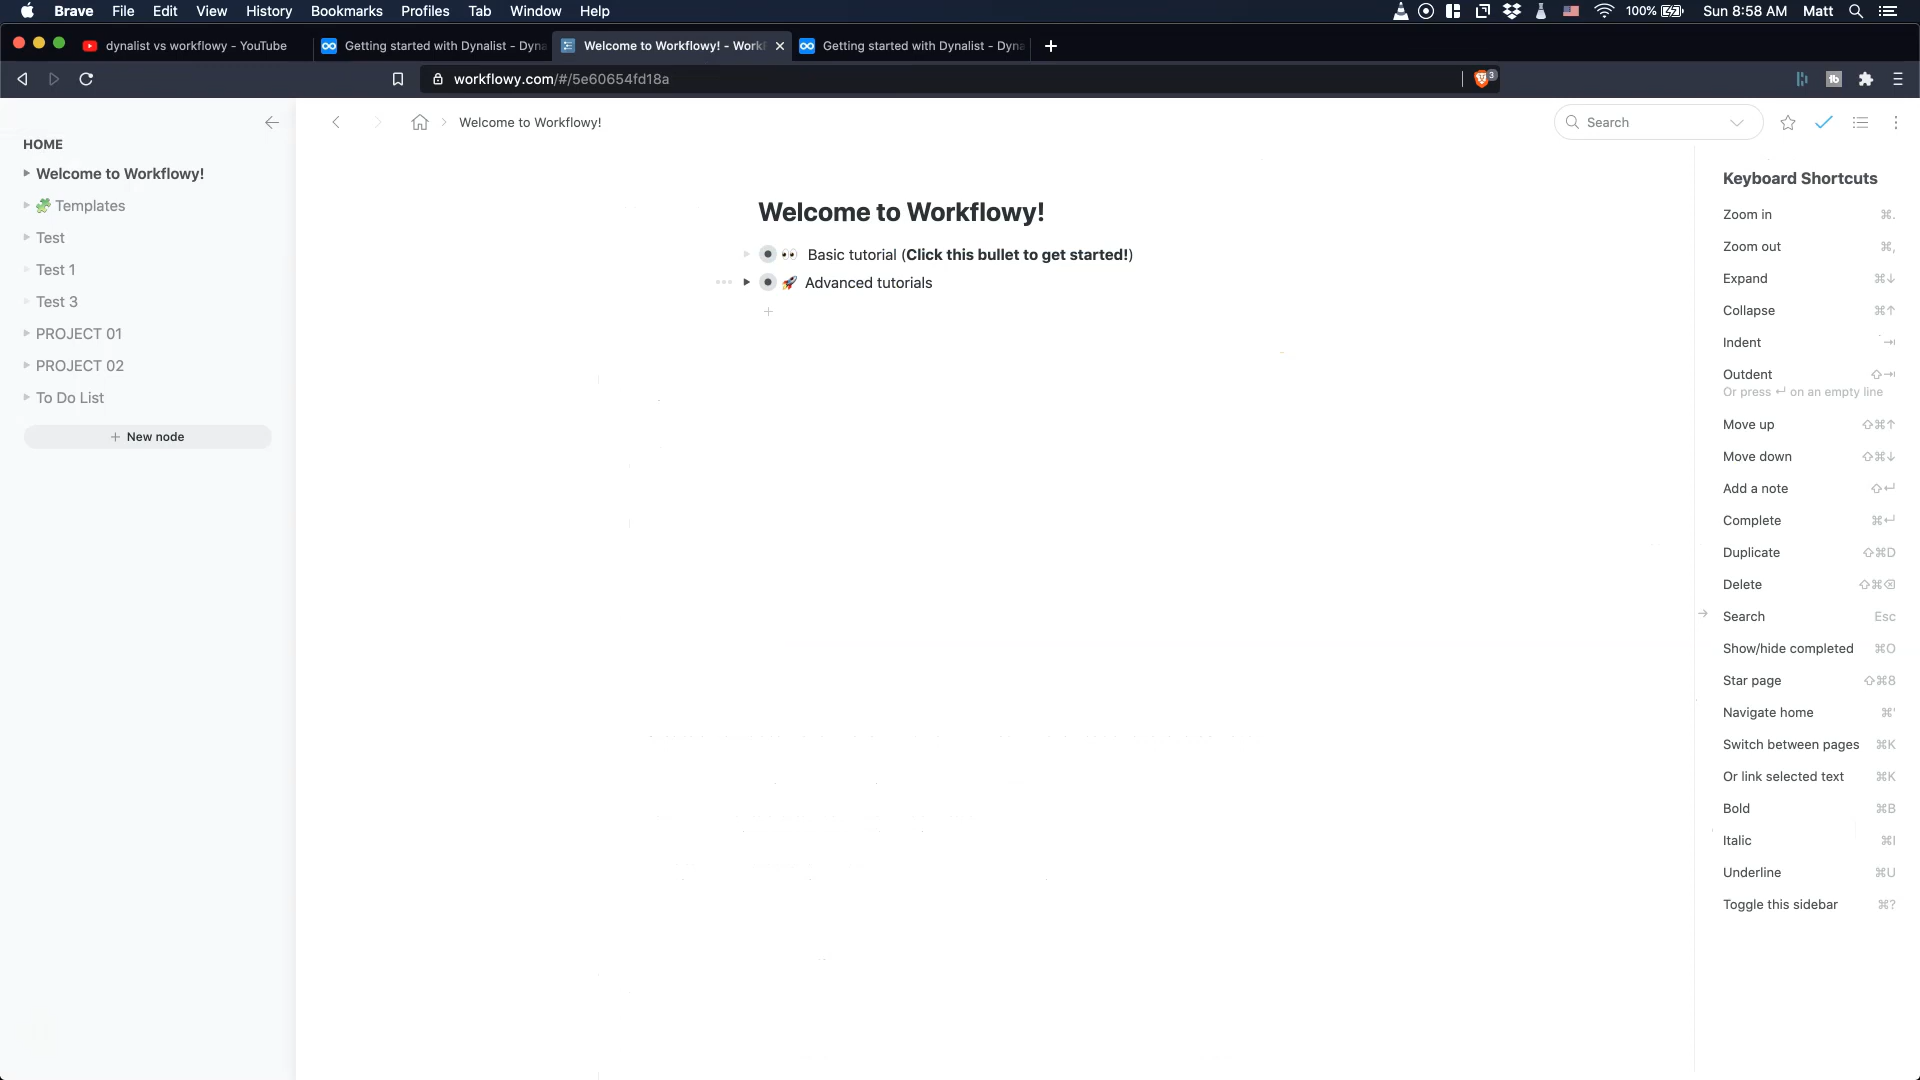 Brave File Edit View History Bookmarks Profiles Tab Window Help 100% Sun 8:58 AM Matt
dynalist vs workflowy - YouTube
Getting started with Dynalist - Dyna
Welcome to Workflowy! - Work
Getting started with Dynalist - Dyna
workflowy.com/#/5e60654fd18a
3
HOME
Welcome to Workflowy!
Templates
Test
Test 1
Test 3
PROJECT 01
PROJECT 02
To Do List
+ New node
Welcome to Workflowy!
Search
Welcome to Workflowy!
👀 Basic tutorial (Click this bullet to get started!)
🚀 Advanced tutorials
Keyboard Shortcuts
Zoom in ⌘.
Zoom out ⌘,
Expand ⌘↓
Collapse ⌘↑
Indent ⇥
Outdent ⇧⇥
Or press ↵ on an empty line
Move up ⇧⌘↑
Move down ⇧⌘↓
Add a note ⇧↵
Complete ⌘↵
Duplicate ⇧⌘D
Delete ⇧⌘⌫
Search Esc
Show/hide completed ⌘O
Star page ⇧⌘8
Navigate home ⌘'
Switch between pages ⌘K
Or link selected text ⌘K
Bold ⌘B
Italic ⌘I
Underline ⌘U
Toggle this sidebar ⌘?